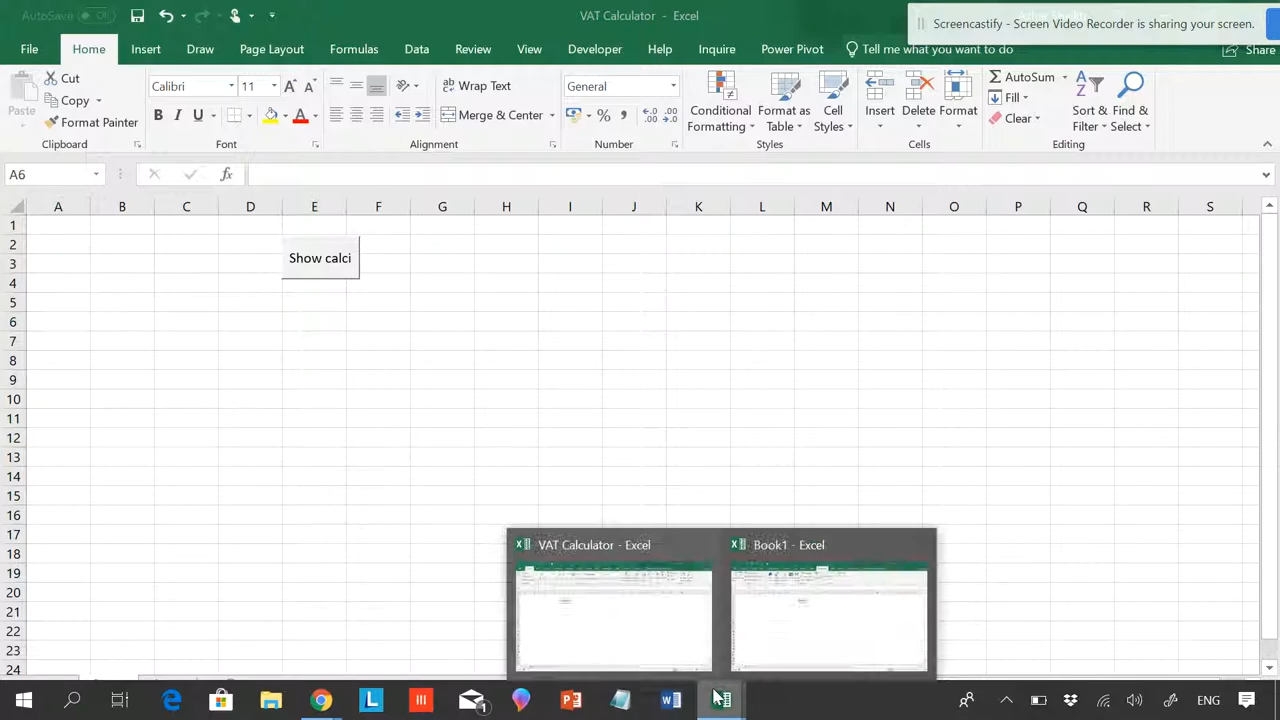 AutoSave Off
VAT Calculator - Excel
Screencastify - Screen Video Recorder is sharing your screen.
File Home Insert Draw Page Layout Formulas Data Review View Developer Help Inquire Power Pivot Tell me what you want to do Share
Paste
Cut
Copy
Format Painter
Clipboard
Calibri 11
B I U
Font
Wrap Text
Merge & Center
Alignment
General
% ,
Number
Conditional Formatting
Format as Table
Cell Styles
Styles
Insert
Delete
Format
Cells
AutoSum
Fill
Clear
Sort & Filter
Find & Select
Editing
A6
fx
A B C D E F G H I J K L M N O P Q R S
1
2
Show calci
3
4
5
6
7
8
9
10
11
12
13
14
15
16
17
18
19
20
21
22
23
24
VAT Calculator - Excel
Book1 - Excel
1
ENG